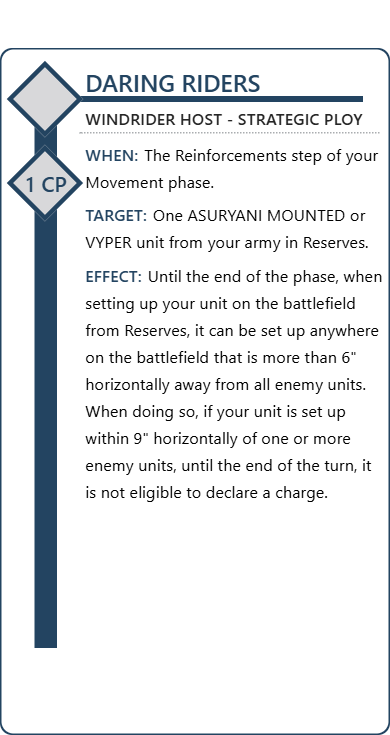 DARING RIDERS
WINDRIDER HOST - STRATEGIC PLOY
1 CP
WHEN: The Reinforcements step of your
Movement phase.
TARGET: One ASURYANI MOUNTED or
VYPER unit from your army in Reserves.
EFFECT: Until the end of the phase, when
setting up your unit on the battlefield
from Reserves, it can be set up anywhere
on the battlefield that is more than 6"
horizontally away from all enemy units.
When doing so, if your unit is set up
within 9" horizontally of one or more
enemy units, until the end of the turn, it
is not eligible to declare a charge.